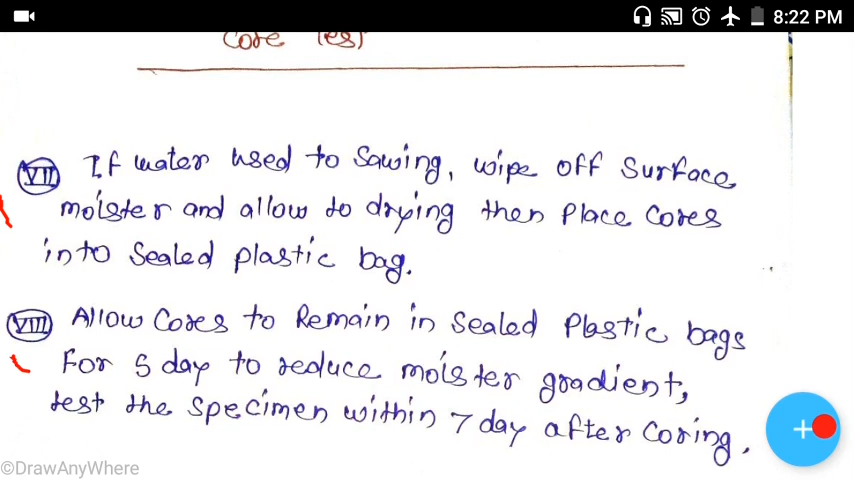 8:22 PM
Core Test
VII If water used to Sawing, wipe off Surface
moister and allow to drying then Place Cores
into Sealed plastic bag.
VIII Allow Cores to Remain in Sealed Plastic bags
For 5 day to reduce moister gradient,
test the specimen within 7 day after Coring.
+
©DrawAnyWhere